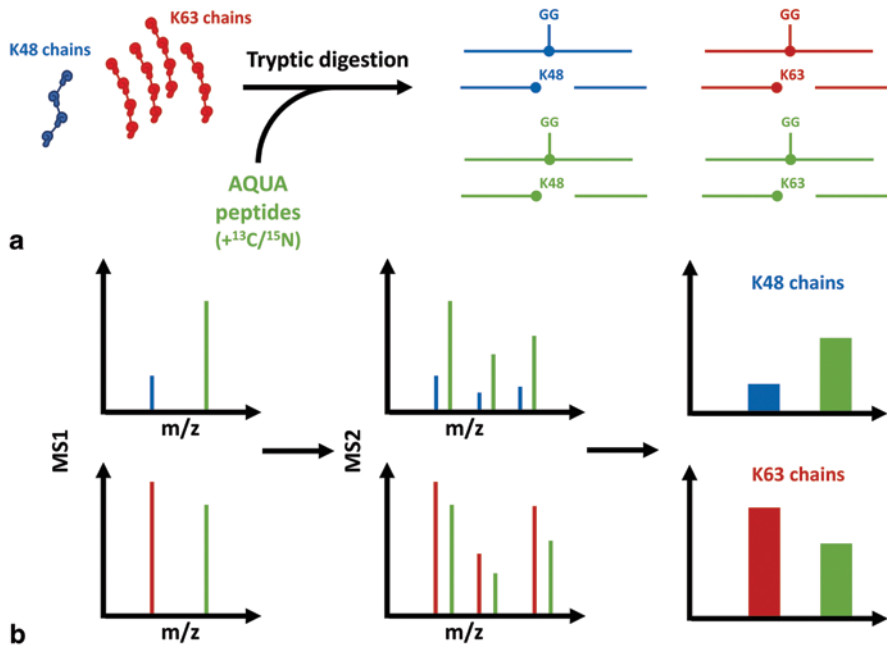 K48 chains
K63 chains
Tryptic digestion
AQUA
peptides
(+¹³C/¹⁵N)
GG
K48
GG
K63
GG
K48
GG
K63
a
MS1
m/z
m/z
MS2
m/z
m/z
K48 chains
K63 chains
b